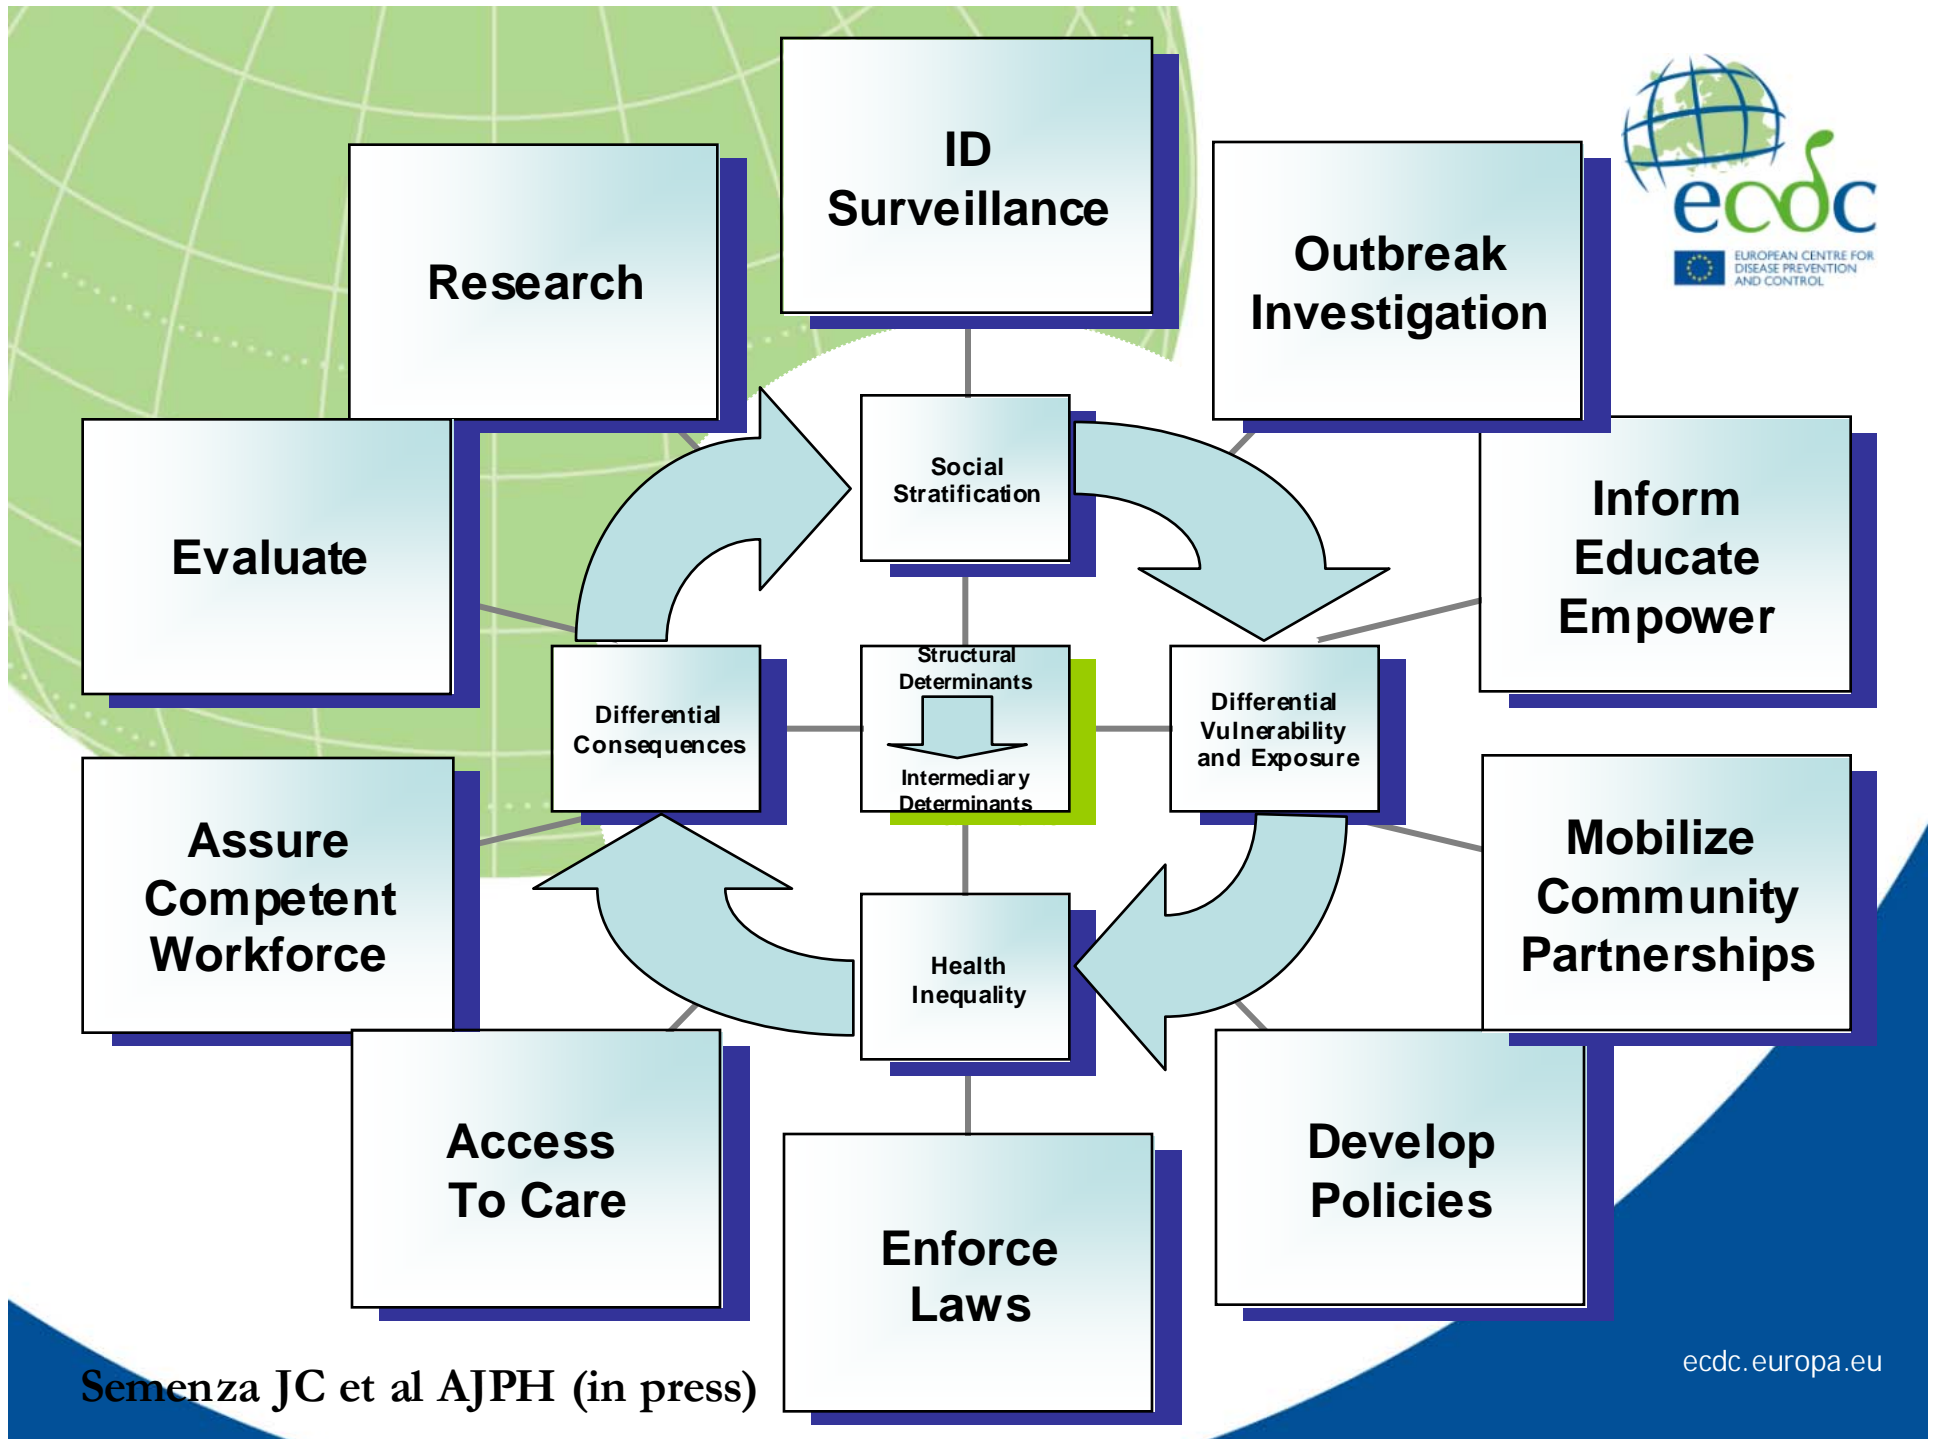 ID
Surveillance
Research
Outbreak
Investigation
ecdc
EUROPEAN CENTRE FOR
DISEASE PREVENTION
AND CONTROL
Evaluate
Social
Stratification
Inform
Educate
Empower
Differential
Consequences
Structural
Determinants
Intermediary
Determinants
Differential
Vulnerability
and Exposure
Assure
Competent
Workforce
Mobilize
Community
Partnerships
Health
Inequality
Access
To Care
Enforce
Laws
Develop
Policies
Semenza JC et al AJPH (in press)
ecdc.europa.eu